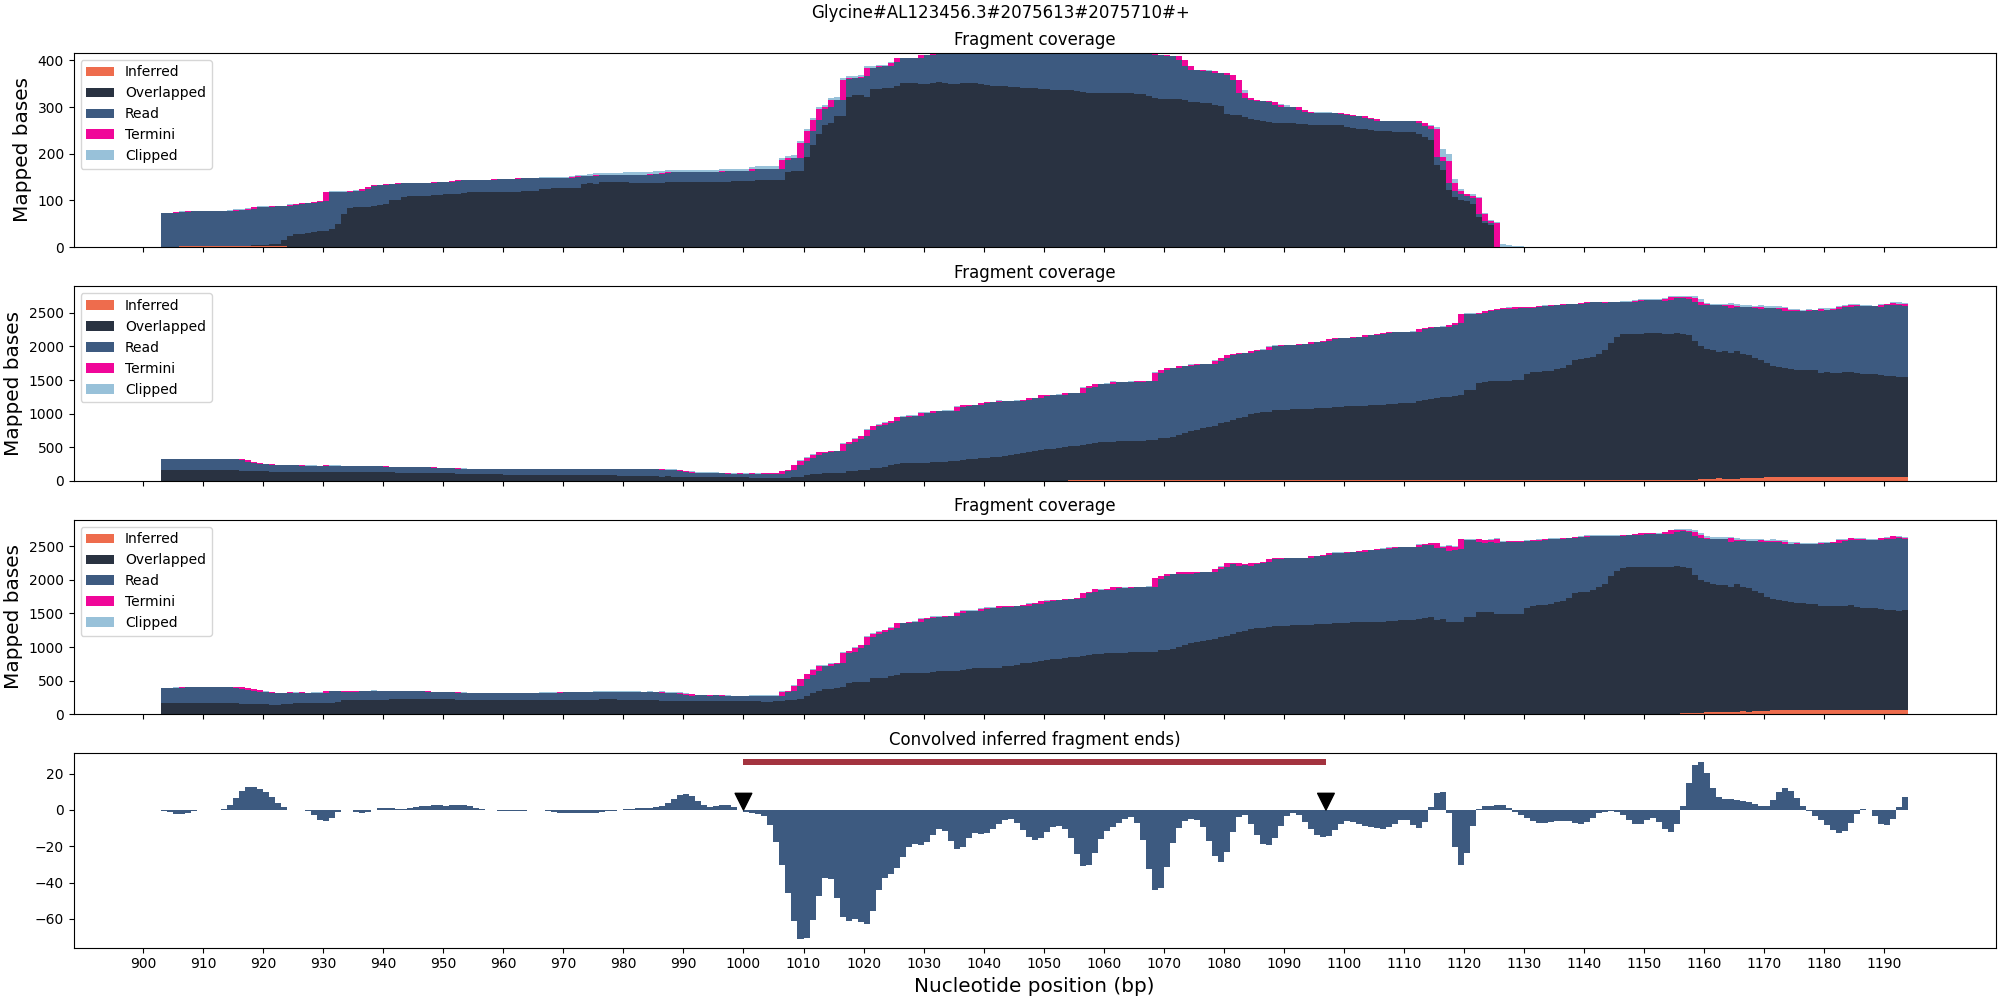 Glycine#AL123456.3#2075613#2075710#+
Fragment coverage
Mapped bases
400
300
200
100
0
Inferred
Overlapped
Read
Termini
Clipped
Fragment coverage
Mapped bases
2500
2000
1500
1000
500
0
Inferred
Overlapped
Read
Termini
Clipped
Fragment coverage
Mapped bases
2500
2000
1500
1000
500
0
Inferred
Overlapped
Read
Termini
Clipped
Convolved inferred fragment ends)
20
0
−20
−40
−60
900 910 920 930 940 950 960 970 980 990 1000 1010 1020 1030 1040 1050 1060 1070 1080 1090 1100 1110 1120 1130 1140 1150 1160 1170 1180 1190
Nucleotide position (bp)